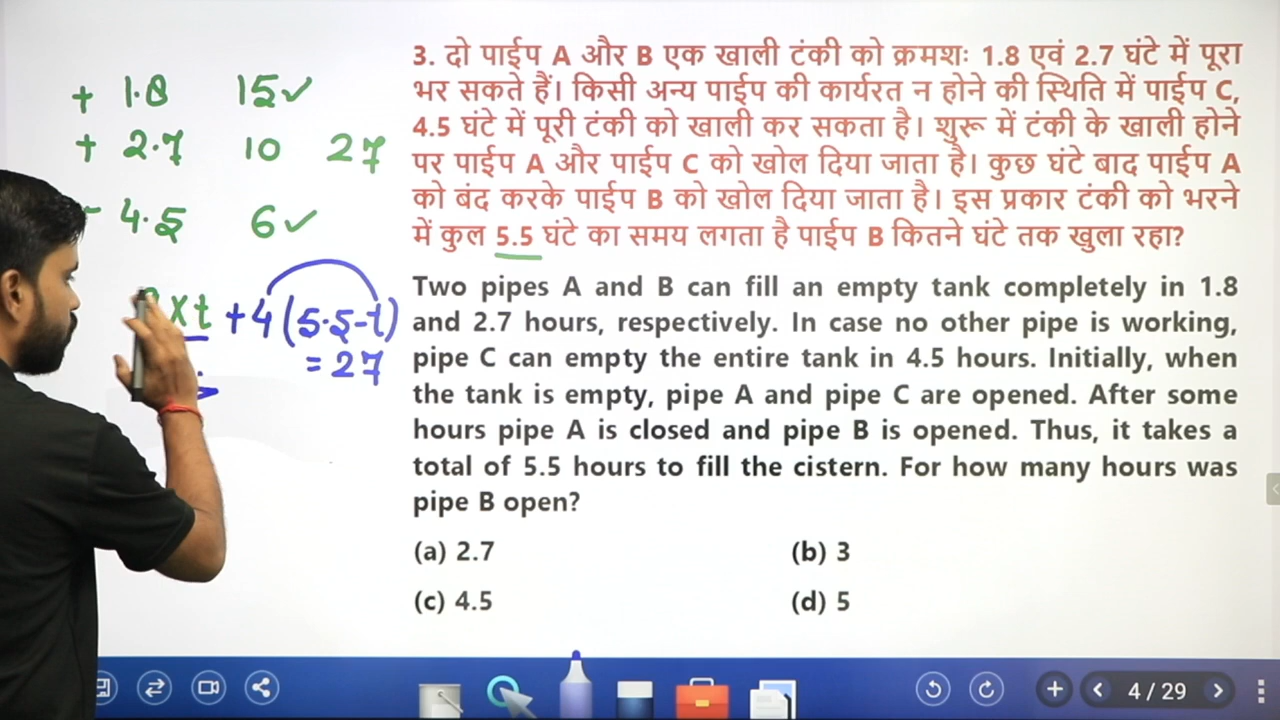 + 1.8 15✓
+ 2.7 10 27
- 4.5 6✓
xt +4(5.5-t)
= 27
3. दो पाईप A और B एक खाली टंकी को क्रमशः 1.8 एवं 2.7 घंटे में पूरा
भर सकते हैं। किसी अन्य पाईप की कार्यरत न होने की स्थिति में पाईप C,
4.5 घंटे में पूरी टंकी को खाली कर सकता है। शुरू में टंकी के खाली होने
पर पाईप A और पाईप C को खोल दिया जाता है। कुछ घंटे बाद पाईप A
को बंद करके पाईप B को खोल दिया जाता है। इस प्रकार टंकी को भरने
में कुल 5.5 घंटे का समय लगता है पाईप B कितने घंटे तक खुला रहा?
Two pipes A and B can fill an empty tank completely in 1.8
and 2.7 hours, respectively. In case no other pipe is working,
pipe C can empty the entire tank in 4.5 hours. Initially, when
the tank is empty, pipe A and pipe C are opened. After some
hours pipe A is closed and pipe B is opened. Thus, it takes a
total of 5.5 hours to fill the cistern. For how many hours was
pipe B open?
(a) 2.7 (b) 3
(c) 4.5 (d) 5
4 / 29